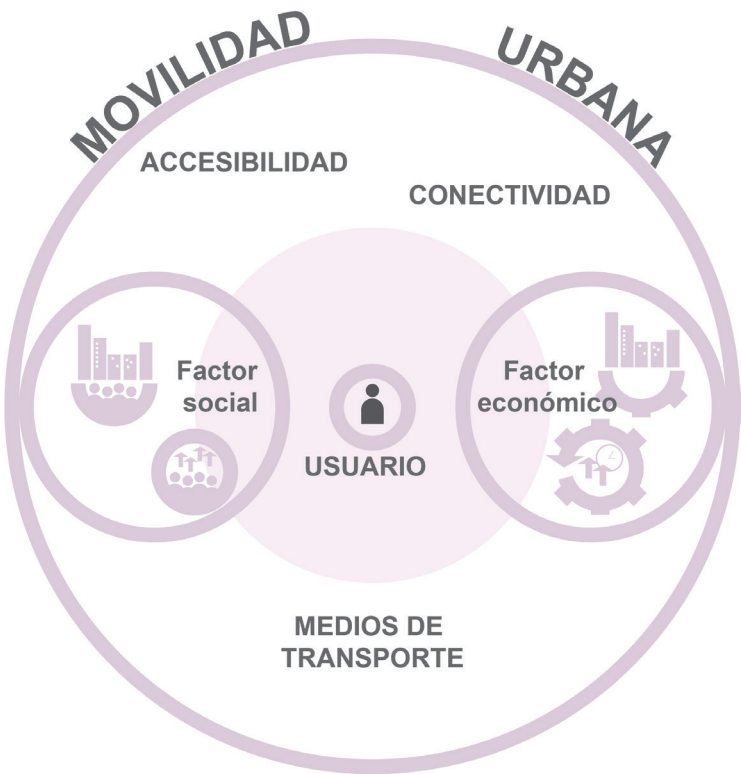 MOVILIDAD URBANA
ACCESIBILIDAD
CONECTIVIDAD
Factor
social
Factor
económico
USUARIO
MEDIOS DE
TRANSPORTE